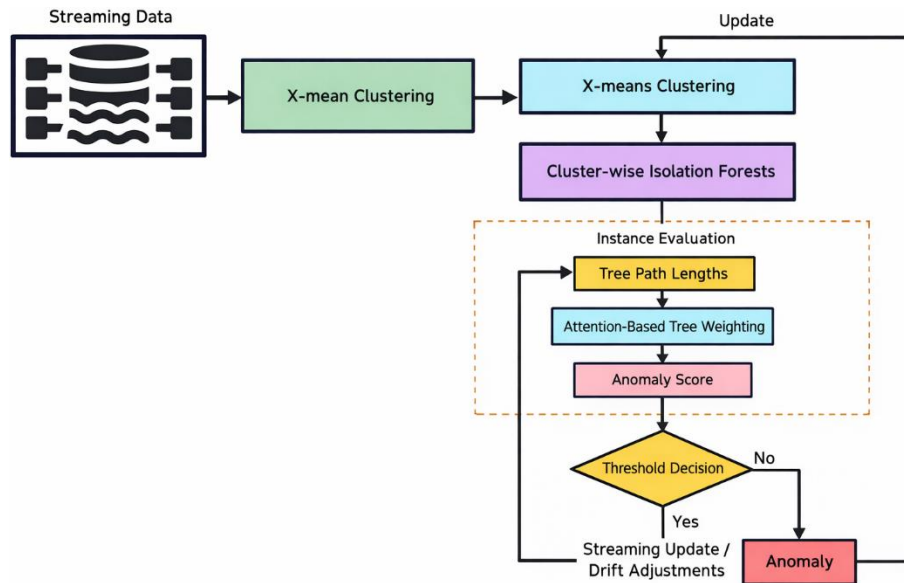 Streaming Data
Update
X-mean Clustering
X-means Clustering
Cluster-wise Isolation Forests
Instance Evaluation
Tree Path Lengths
Attention-Based Tree Weighting
Anomaly Score
Threshold Decision
No
Yes
Streaming Update /
Drift Adjustments
Anomaly